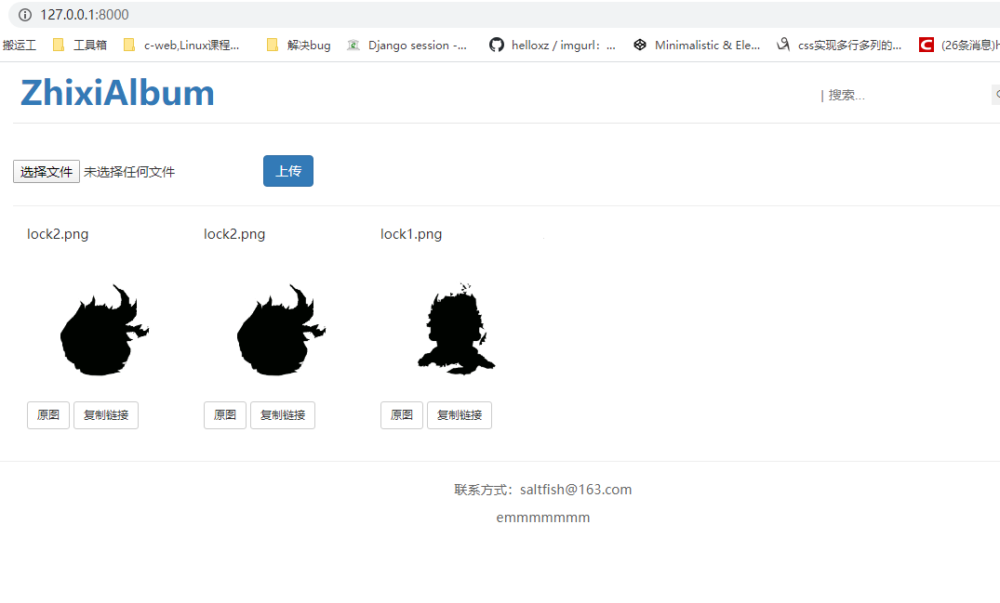 127.0.0.1:8000
搬运工 工具箱 c-web,Linux课程... 解决bug Django session -... helloxz / imgurl: ... Minimalistic & Ele... css实现多行多列的... (26条消息)
ZhixiAlbum | 搜索...
选择文件 未选择任何文件 上传
lock2.png lock2.png lock1.png
原图 复制链接 原图 复制链接 原图 复制链接
联系方式：saltfish@163.com
emmmmmmm